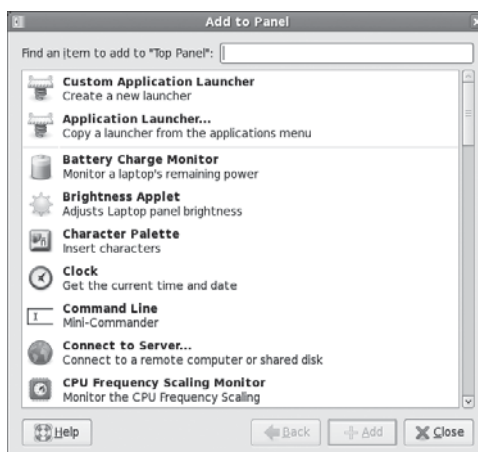 Add to Panel
Find an item to add to "Top Panel":
Custom Application Launcher
Create a new launcher
Application Launcher...
Copy a launcher from the applications menu
Battery Charge Monitor
Monitor a laptop's remaining power
Brightness Applet
Adjusts Laptop panel brightness
Character Palette
Insert characters
Clock
Get the current time and date
Command Line
Mini-Commander
Connect to Server...
Connect to a remote computer or shared disk
CPU Frequency Scaling Monitor
Monitor the CPU Frequency Scaling
Help Back Add Close